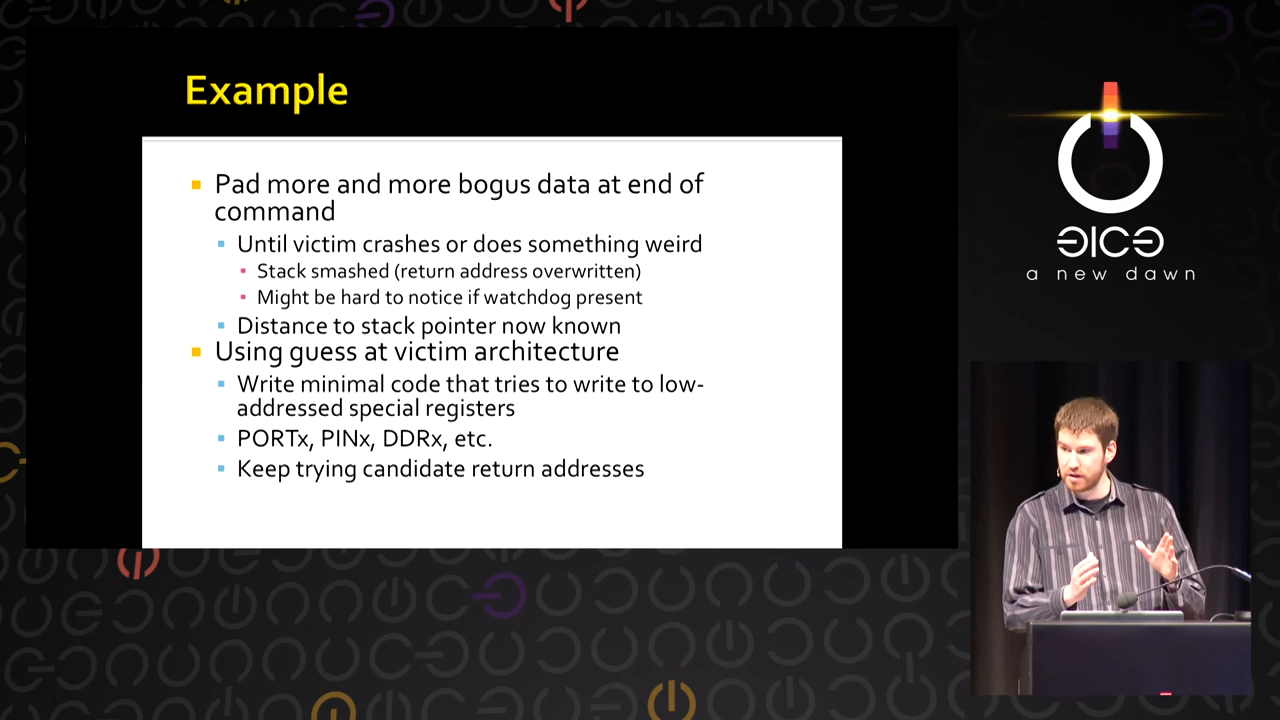 Example
Pad more and more bogus data at end of
command
Until victim crashes or does something weird
Stack smashed (return address overwritten)
Might be hard to notice if watchdog present
Distance to stack pointer now known
Using guess at victim architecture
Write minimal code that tries to write to low-
addressed special registers
PORTx, PINx, DDRx, etc.
Keep trying candidate return addresses
ƎICƏ
a new dawn